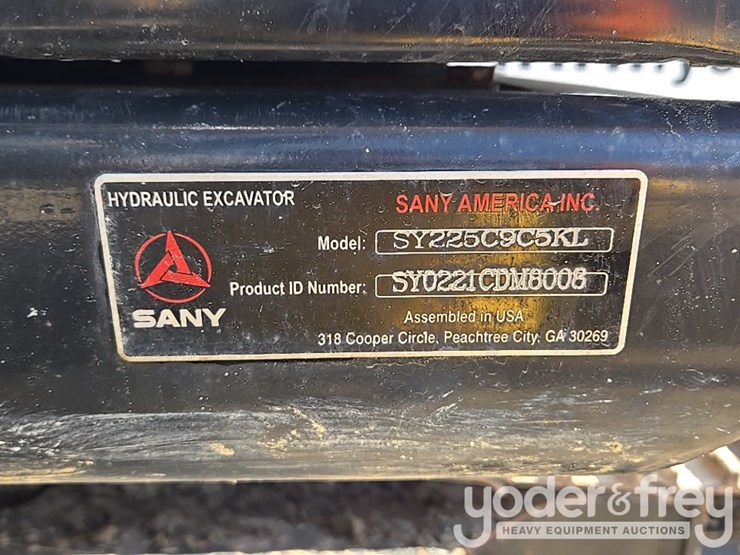 HYDRAULIC EXCAVATOR
SANY AMERICA INC.
Model: SY225C9C5KL
Product ID Number: SY0221CDM8008
SANY
Assembled in USA
318 Cooper Circle, Peachtree City, GA 30269
yoder&frey
HEAVY EQUIPMENT AUCTIONS